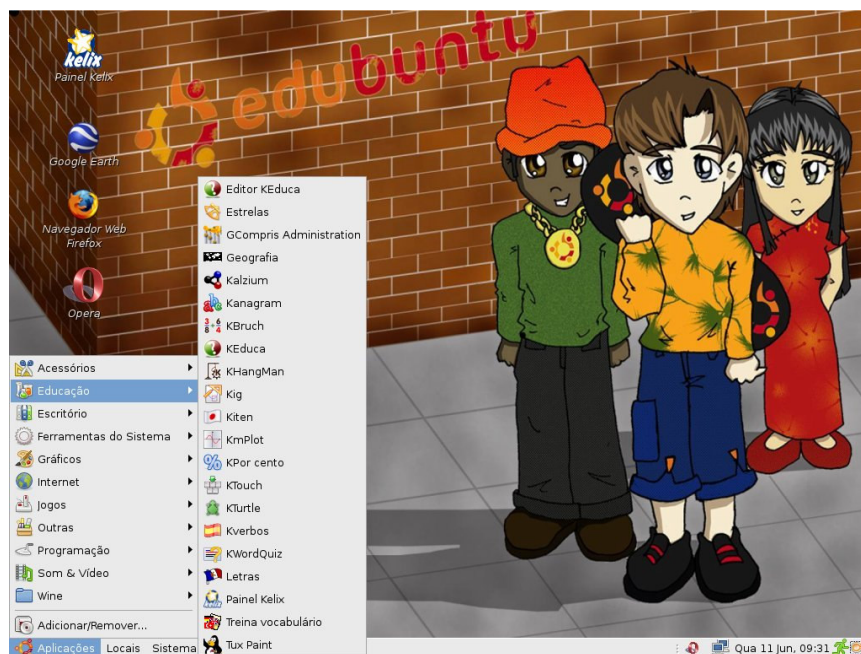 edubuntu
kelix
Painel Kelix
Google Earth
Navegador Web
Firefox
Opera
Acessórios
Educação
Escritório
Ferramentas do Sistema
Gráficos
Internet
Jogos
Outras
Programação
Som & Vídeo
Wine
Adicionar/Remover...
Editor KEduca
Estrelas
GCompris Administration
Geografia
Kalzium
Kanagram
KBruch
KEduca
KHangMan
Kig
Kiten
KmPlot
KPor cento
KTouch
KTurtle
Kverbos
KWordQuiz
Letras
Painel Kelix
Treina vocabulário
Tux Paint
Aplicações Locais Sistema
Qua 11 Jun, 09:31